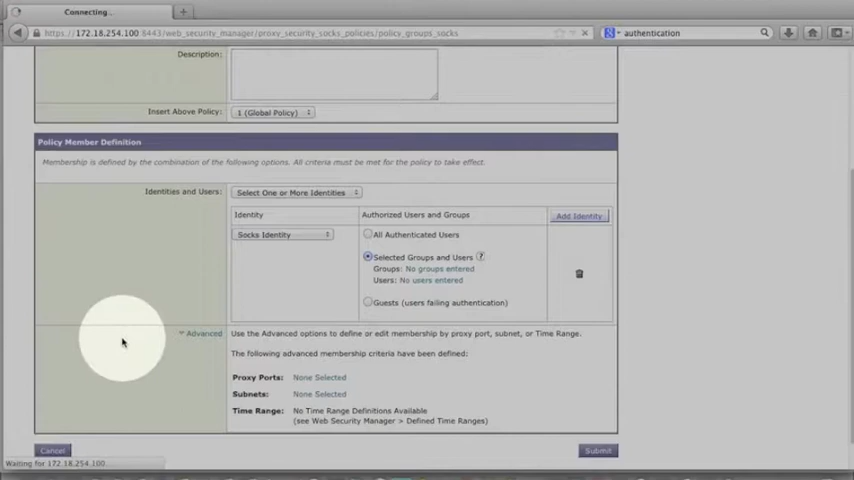 Connecting...
https://172.18.254.100:8443/web_security_manager/proxy_security_socks_policies/policy_groups_socks
authentication
Description:
Insert Above Policy: 1 (Global Policy)
Policy Member Definition
Membership is defined by the combination of the following options. All criteria must be met for the policy to take effect.
Identities and Users: Select One or More Identities
Identity Authorized Users and Groups Add Identity
Socks Identity All Authenticated Users
Selected Groups and Users ?
Groups: No groups entered
Users: No users entered
Guests (users failing authentication)
Advanced Use the Advanced options to define or edit membership by proxy port, subnet, or Time Range.
The following advanced membership criteria have been defined:
Proxy Ports: None Selected
Subnets: None Selected
Time Range: No Time Range Definitions Available
(see Web Security Manager > Defined Time Ranges)
Cancel Submit
Waiting for 172.18.254.100...